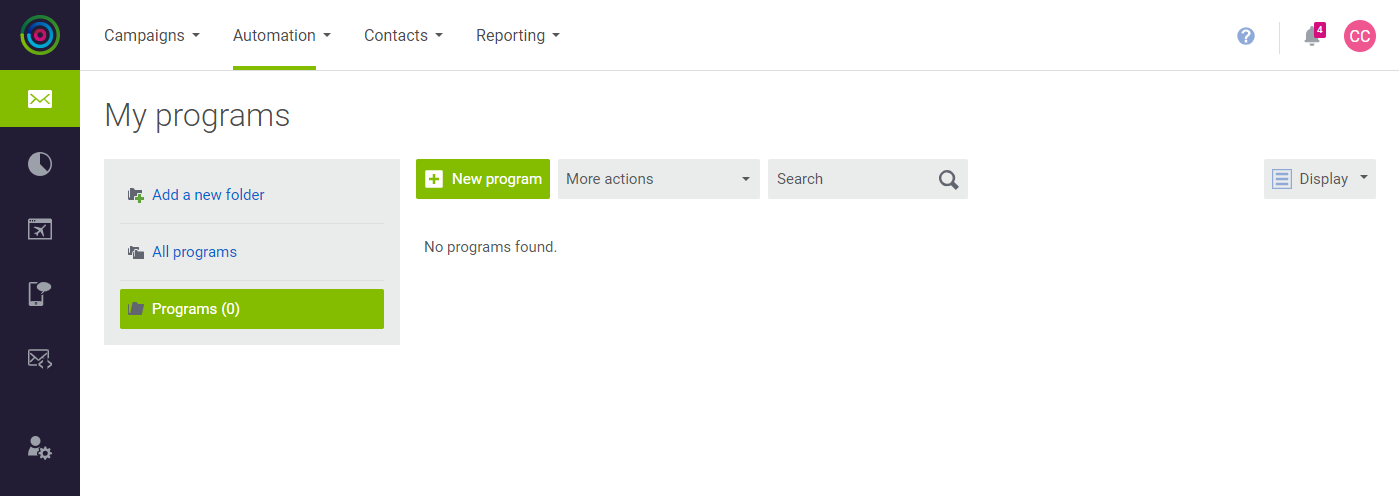 Campaigns Automation Contacts Reporting 4 CC
My programs
Add a new folder
All programs
Programs (0)
New program More actions Search Display
No programs found.